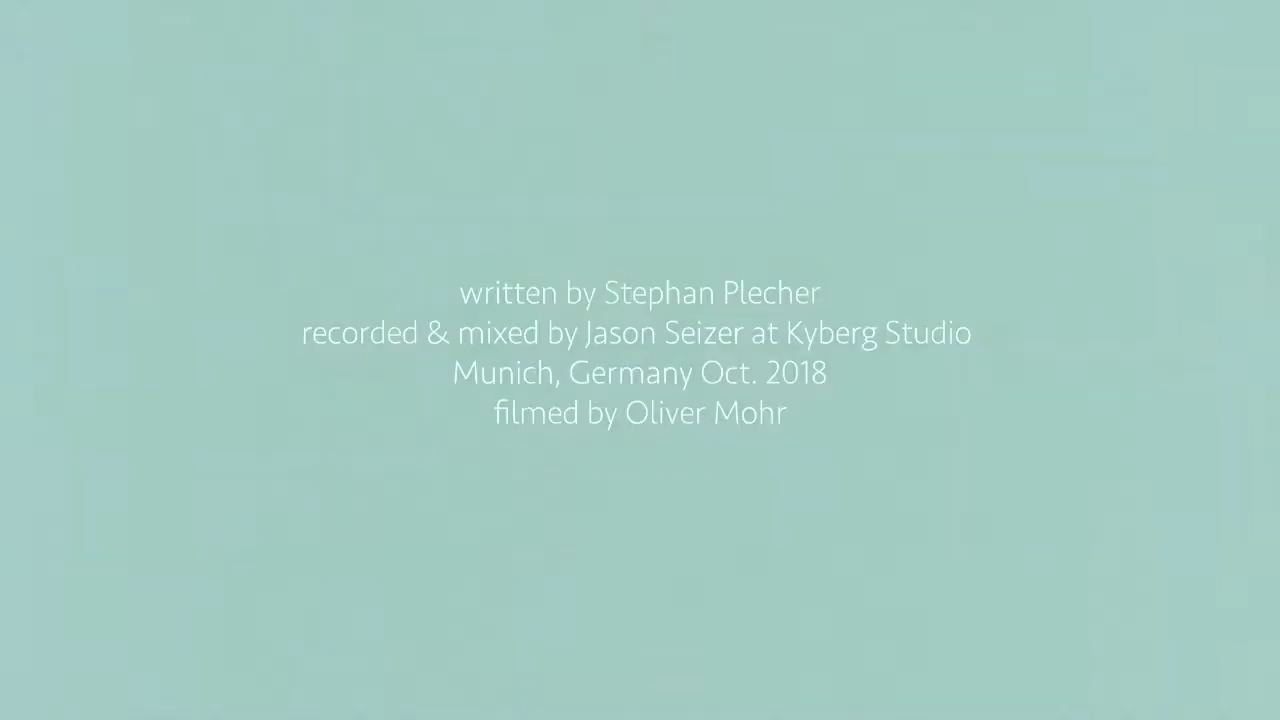 written by Stephan Plecher
recorded & mixed by Jason Seizer at Kyberg Studio
Munich, Germany Oct. 2018
filmed by Oliver Mohr